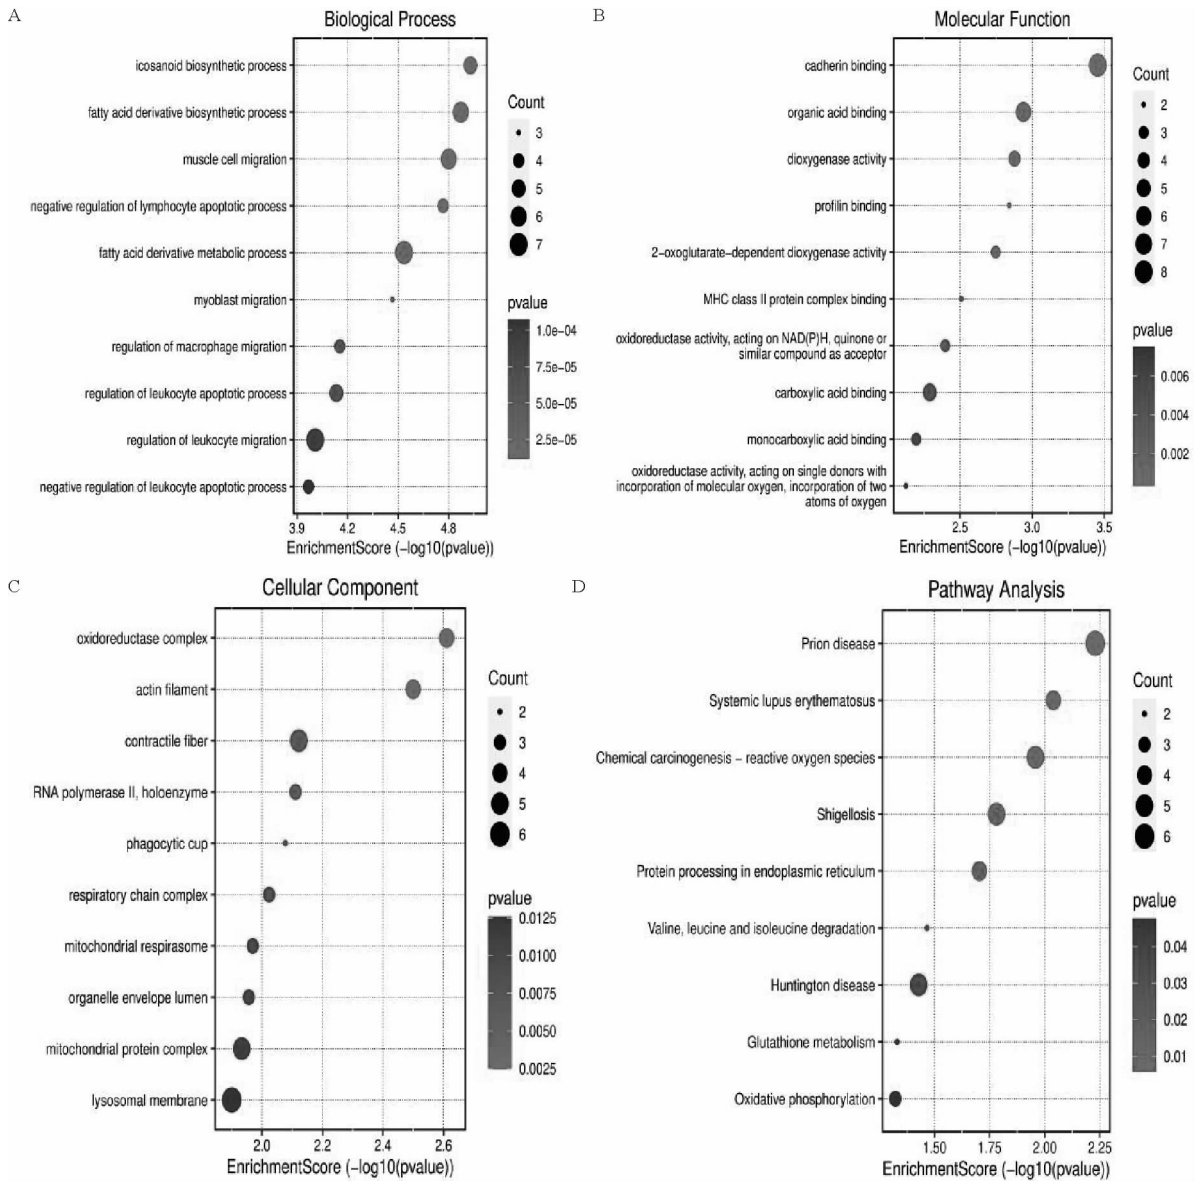 A
Biological Process
icosanoid biosynthetic process
fatty acid derivative biosynthetic process
muscle cell migration
negative regulation of lymphocyte apoptotic process
fatty acid derivative metabolic process
myoblast migration
regulation of macrophage migration
regulation of leukocyte apoptotic process
regulation of leukocyte migration
negative regulation of leukocyte apoptotic process
3.9 4.2 4.5 4.8
EnrichmentScore (−log10(pvalue))
Count
3
4
5
6
7
pvalue
1.0e−04
7.5e−05
5.0e−05
2.5e−05
B
Molecular Function
cadherin binding
organic acid binding
dioxygenase activity
profilin binding
2−oxoglutarate−dependent dioxygenase activity
MHC class II protein complex binding
oxidoreductase activity, acting on NAD(P)H, quinone or
similar compound as acceptor
carboxylic acid binding
monocarboxylic acid binding
oxidoreductase activity, acting on single donors with
incorporation of molecular oxygen, incorporation of two
atoms of oxygen
2.5 3.0 3.5
EnrichmentScore (−log10(pvalue))
Count
2
3
4
5
6
7
8
pvalue
0.006
0.004
0.002
C
Cellular Component
oxidoreductase complex
actin filament
contractile fiber
RNA polymerase II, holoenzyme
phagocytic cup
respiratory chain complex
mitochondrial respirasome
organelle envelope lumen
mitochondrial protein complex
lysosomal membrane
2.0 2.2 2.4 2.6
EnrichmentScore (−log10(pvalue))
Count
2
3
4
5
6
pvalue
0.0125
0.0100
0.0075
0.0050
0.0025
D
Pathway Analysis
Prion disease
Systemic lupus erythematosus
Chemical carcinogenesis − reactive oxygen species
Shigellosis
Protein processing in endoplasmic reticulum
Valine, leucine and isoleucine degradation
Huntington disease
Glutathione metabolism
Oxidative phosphorylation
1.50 1.75 2.00 2.25
EnrichmentScore (−log10(pvalue))
Count
2
3
4
5
6
pvalue
0.04
0.03
0.02
0.01